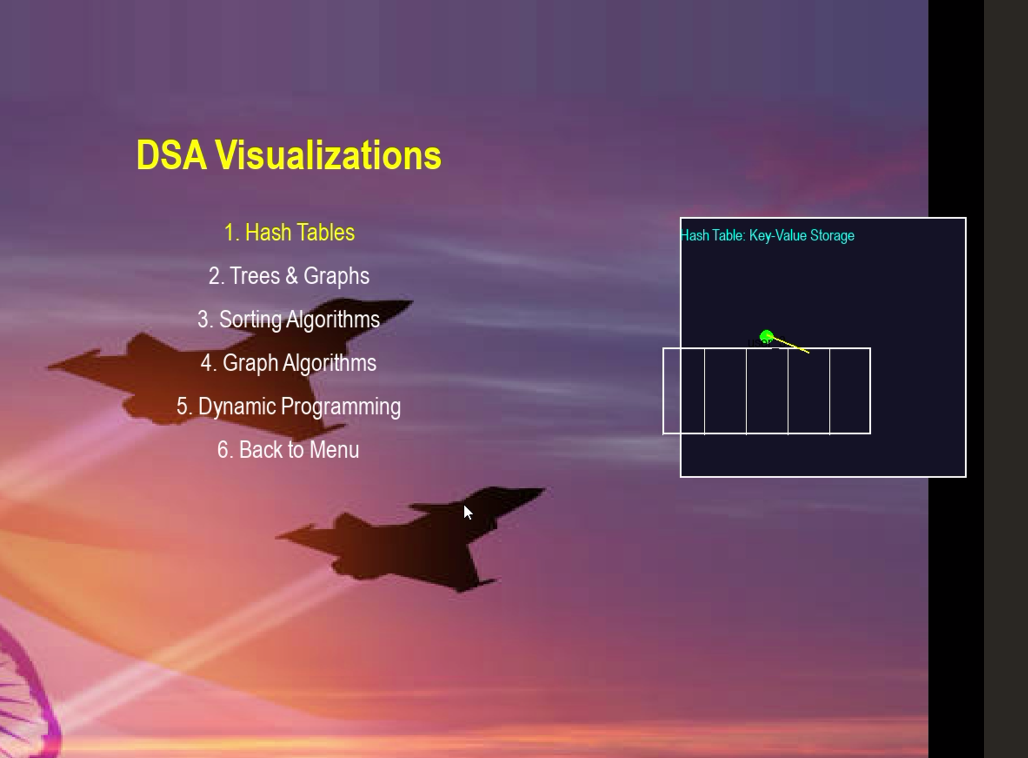 DSA Visualizations
1. Hash Tables
2. Trees & Graphs
3. Sorting Algorithms
4. Graph Algorithms
5. Dynamic Programming
6. Back to Menu
Hash Table: Key-Value Storage